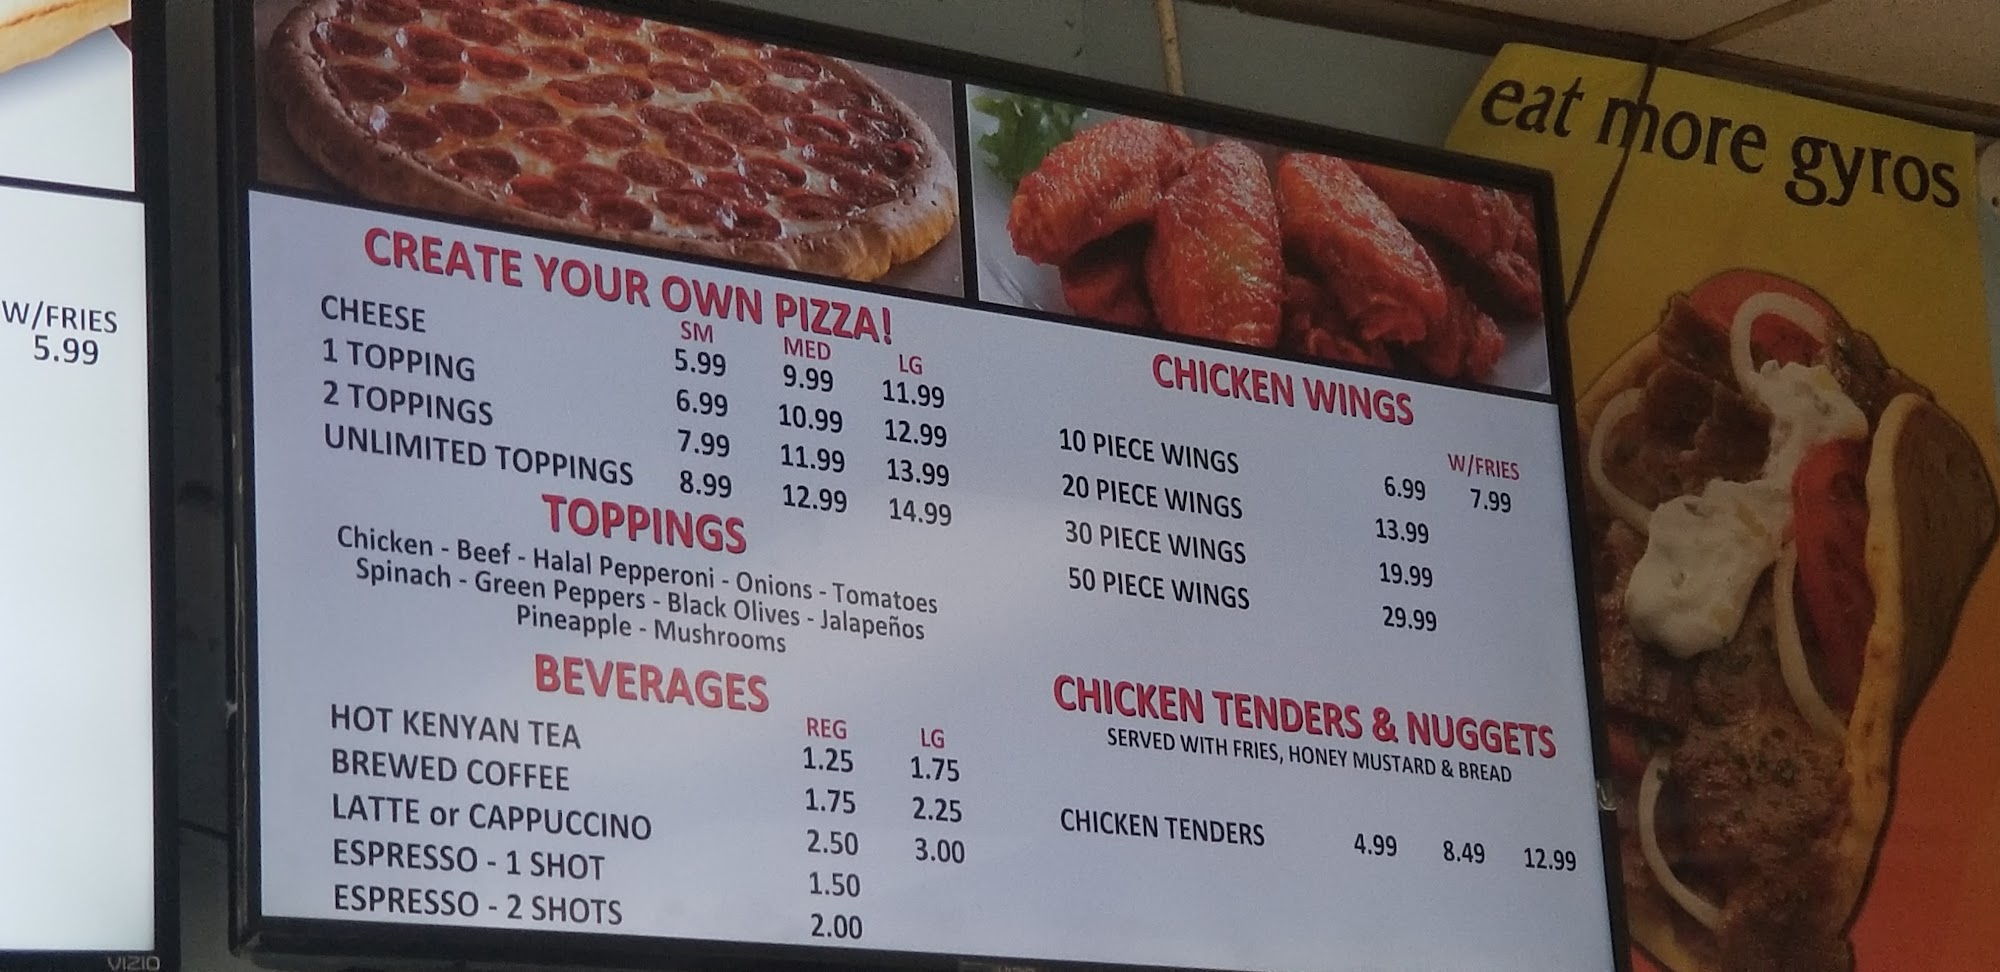 W/FRIES
5.99
VIZIO
CREATE YOUR OWN PIZZA!
SM MED LG
CHEESE 5.99 9.99 11.99
1 TOPPING 6.99 10.99 12.99
2 TOPPINGS 7.99 11.99 13.99
UNLIMITED TOPPINGS 8.99 12.99 14.99
TOPPINGS
Chicken - Beef - Halal Pepperoni - Onions - Tomatoes
Spinach - Green Peppers - Black Olives - Jalapeños
Pineapple - Mushrooms
BEVERAGES
REG LG
HOT KENYAN TEA 1.25 1.75
BREWED COFFEE 1.75 2.25
LATTE or CAPPUCCINO 2.50 3.00
ESPRESSO - 1 SHOT 1.50
ESPRESSO - 2 SHOTS 2.00
CHICKEN WINGS
W/FRIES
10 PIECE WINGS 6.99 7.99
20 PIECE WINGS 13.99
30 PIECE WINGS 19.99
50 PIECE WINGS 29.99
CHICKEN TENDERS & NUGGETS
SERVED WITH FRIES, HONEY MUSTARD & BREAD
CHICKEN TENDERS 4.99 8.49 12.99
eat more gyros